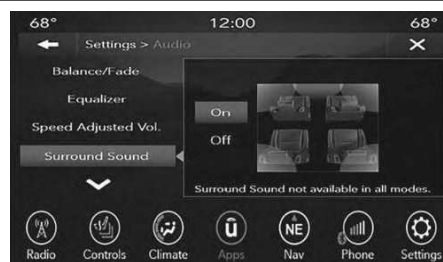 68° 12:00 68°
Settings > Audio
Balance/Fade
Equalizer
Speed Adjusted Vol.
Surround Sound
On
Off
Surround Sound not available in all modes.
Radio Controls Climate Apps Nav Phone Settings
û
NE